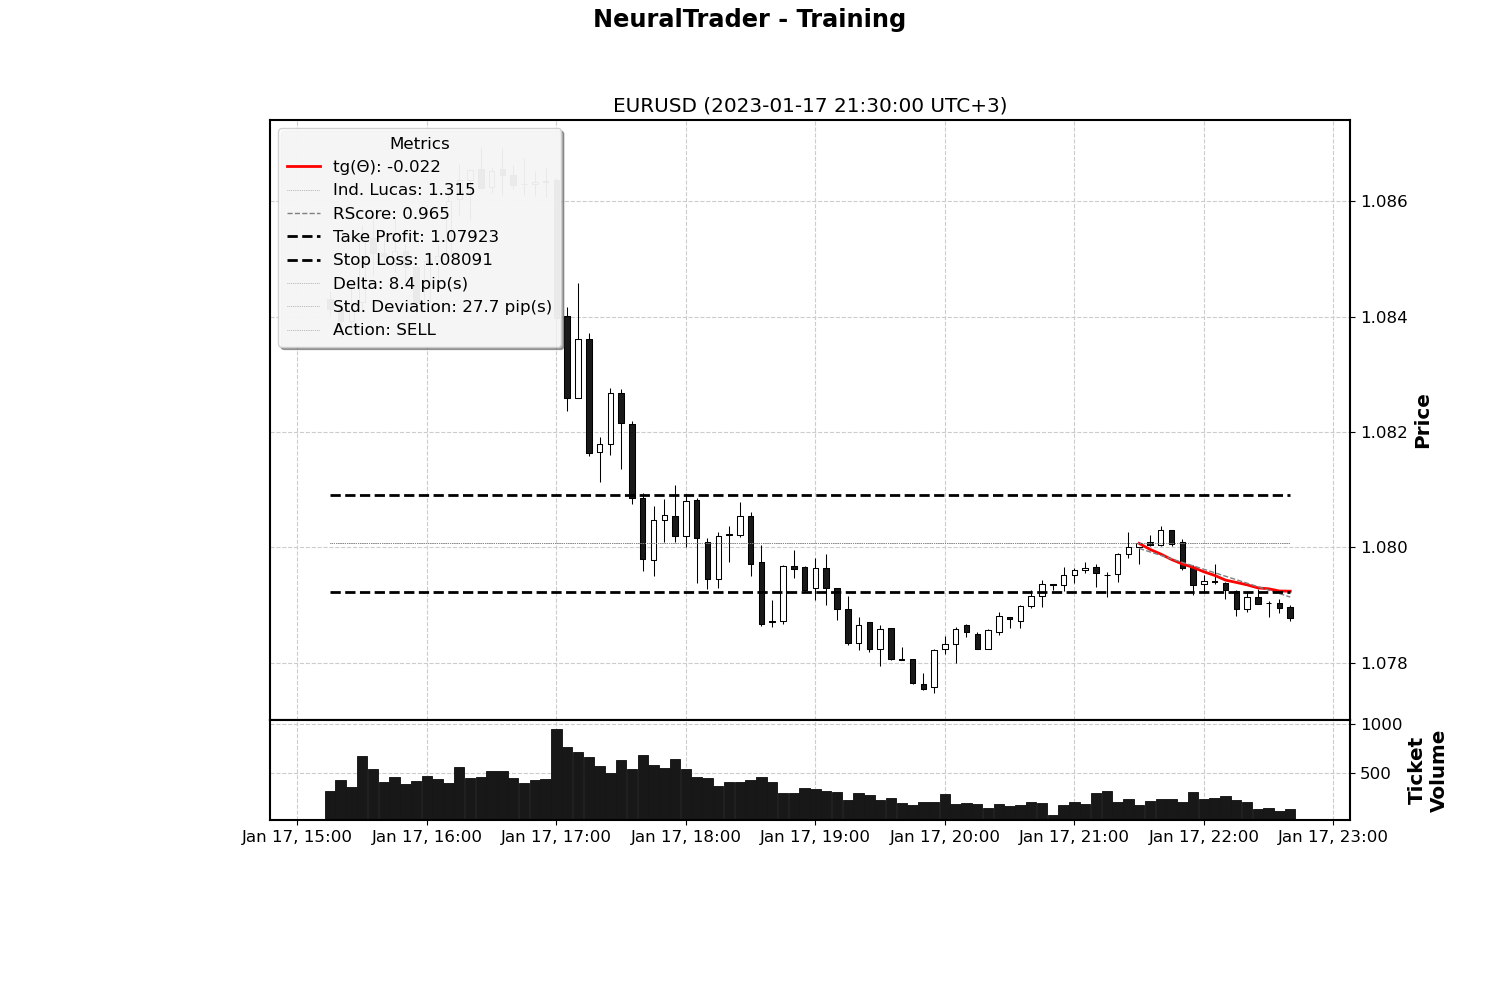 NeuralTrader - Training
EURUSD (2023-01-17 21:30:00 UTC+3)
Metrics
tg(Θ): -0.022
Ind. Lucas: 1.315
RScore: 0.965
Take Profit: 1.07923
Stop Loss: 1.08091
Delta: 8.4 pip(s)
Std. Deviation: 27.7 pip(s)
Action: SELL
1.086
1.084
1.082
1.080
1.078
Price
1000
500
Ticket
Volume
Jan 17, 15:00
Jan 17, 16:00
Jan 17, 17:00
Jan 17, 18:00
Jan 17, 19:00
Jan 17, 20:00
Jan 17, 21:00
Jan 17, 22:00
Jan 17, 23:00